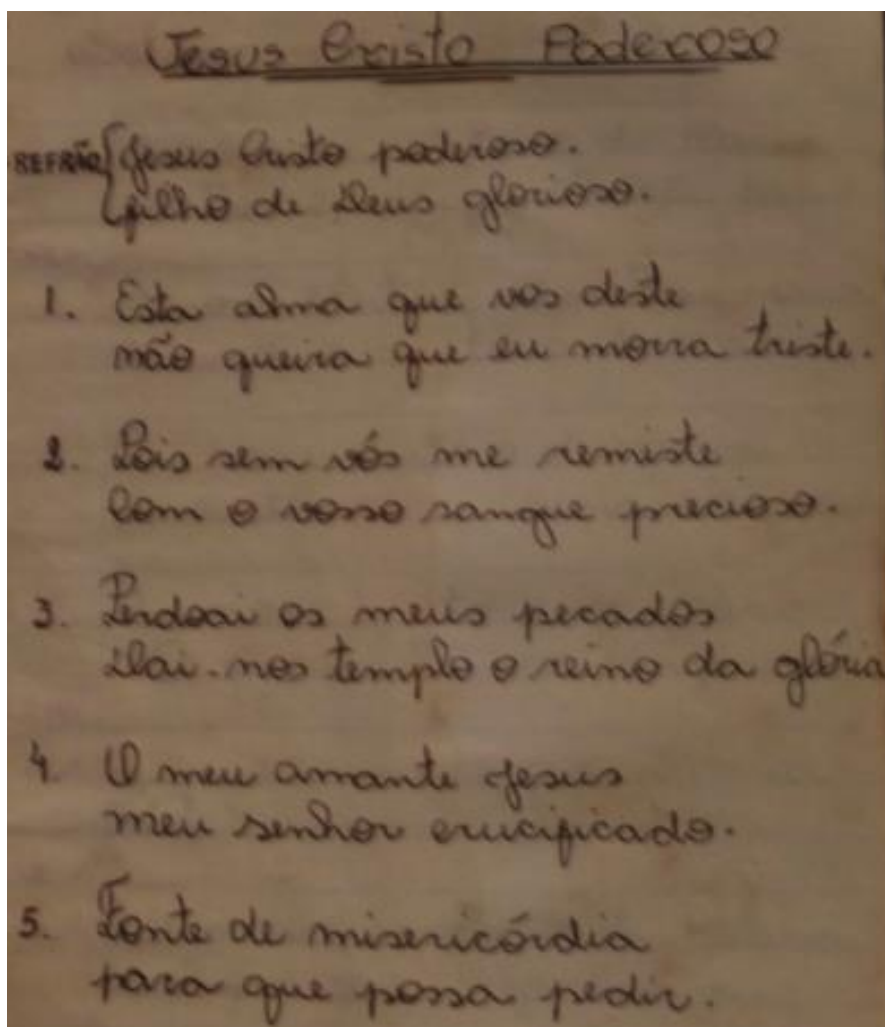 Jesus Cristo Poderoso
REFRÃO Jesus Cristo poderoso.
filho de Deus glorioso.
1. Esta alma que vos deste
não queira que eu morra triste.
2. Pois sem vós me remiste
Com o vosso sangue precioso.
3. Perdoai os meus pecados
Dai-nos templo o reino da glória
4. O meu amante Jesus
meu senhor crucificado.
5. Fonte de misericórdia
para que possa pedir.